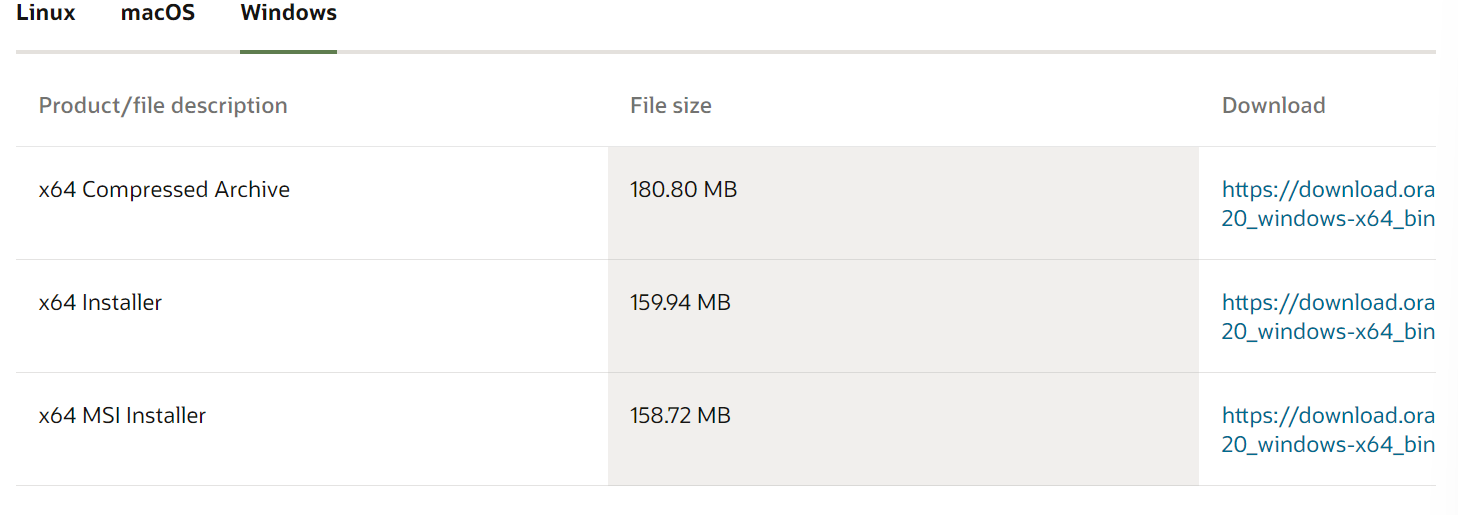 Linux macOS Windows
Product/file description File size Download
x64 Compressed Archive 180.80 MB https://download.ora
20_windows-x64_bin
x64 Installer 159.94 MB https://download.ora
20_windows-x64_bin
x64 MSI Installer 158.72 MB https://download.ora
20_windows-x64_bin